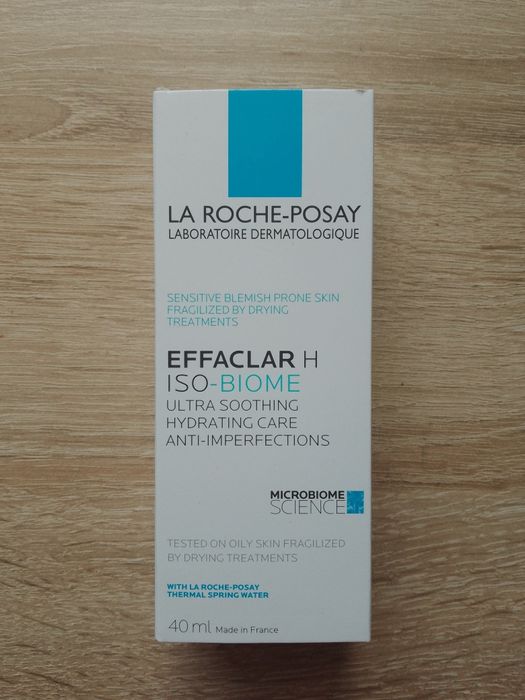 LA ROCHE-POSAY
LABORATOIRE DERMATOLOGIQUE
SENSITIVE BLEMISH PRONE SKIN
FRAGILIZED BY DRYING
TREATMENTS
EFFACLAR H
ISO-BIOME
ULTRA SOOTHING
HYDRATING CARE
ANTI-IMPERFECTIONS
MICROBIOME
SCIENCE
TESTED ON OILY SKIN FRAGILIZED
BY DRYING TREATMENTS
WITH LA ROCHE-POSAY
THERMAL SPRING WATER
40 ml Made in France